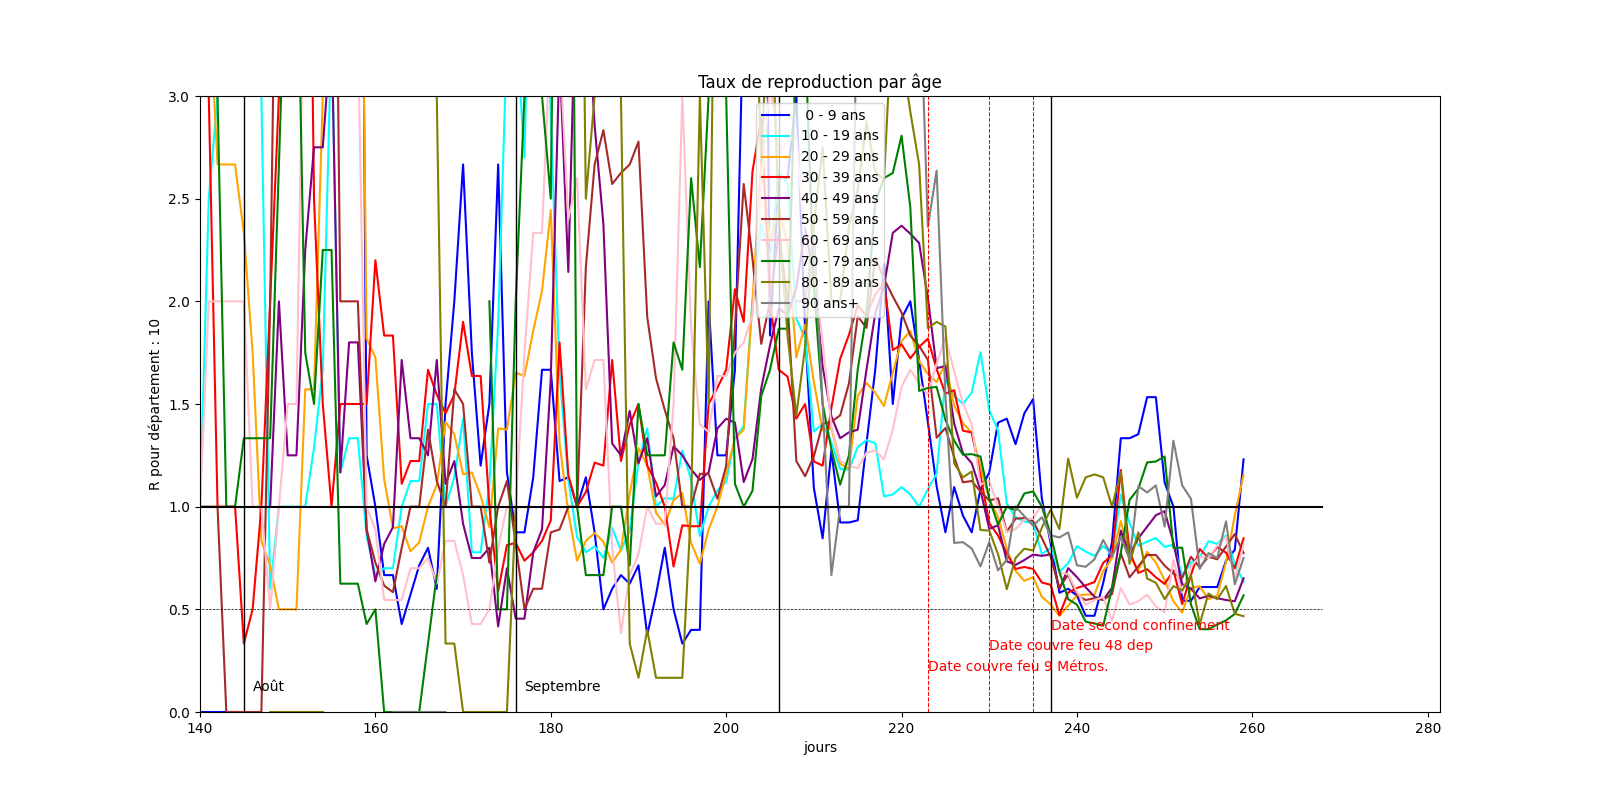 Taux de reproduction par âge
R pour département : 10
3.0
2.5
2.0
1.5
1.0
0.5
0.0
0 - 9 ans
10 - 19 ans
20 - 29 ans
30 - 39 ans
40 - 49 ans
50 - 59 ans
60 - 69 ans
70 - 79 ans
80 - 89 ans
90 ans+
Date second confinement
Date couvre feu 48 dep
Date couvre feu 9 Métros.
Août
Septembre
140 160 180 200 220 240 260 280
jours